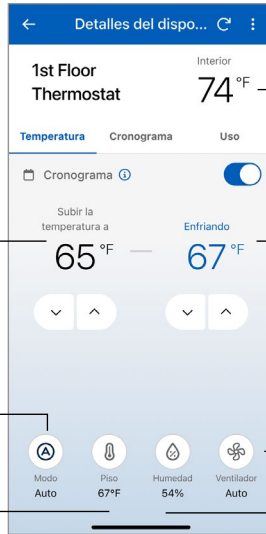 Detalles del dispo...
Interior
1st Floor
Thermostat
74°F
Temperatura Cronograma Uso
Cronograma
Subir la
temperatura a
65°F
Enfriando
67°F
Modo
Auto
Piso
67°F
Humedad
54%
Ventilador
Auto